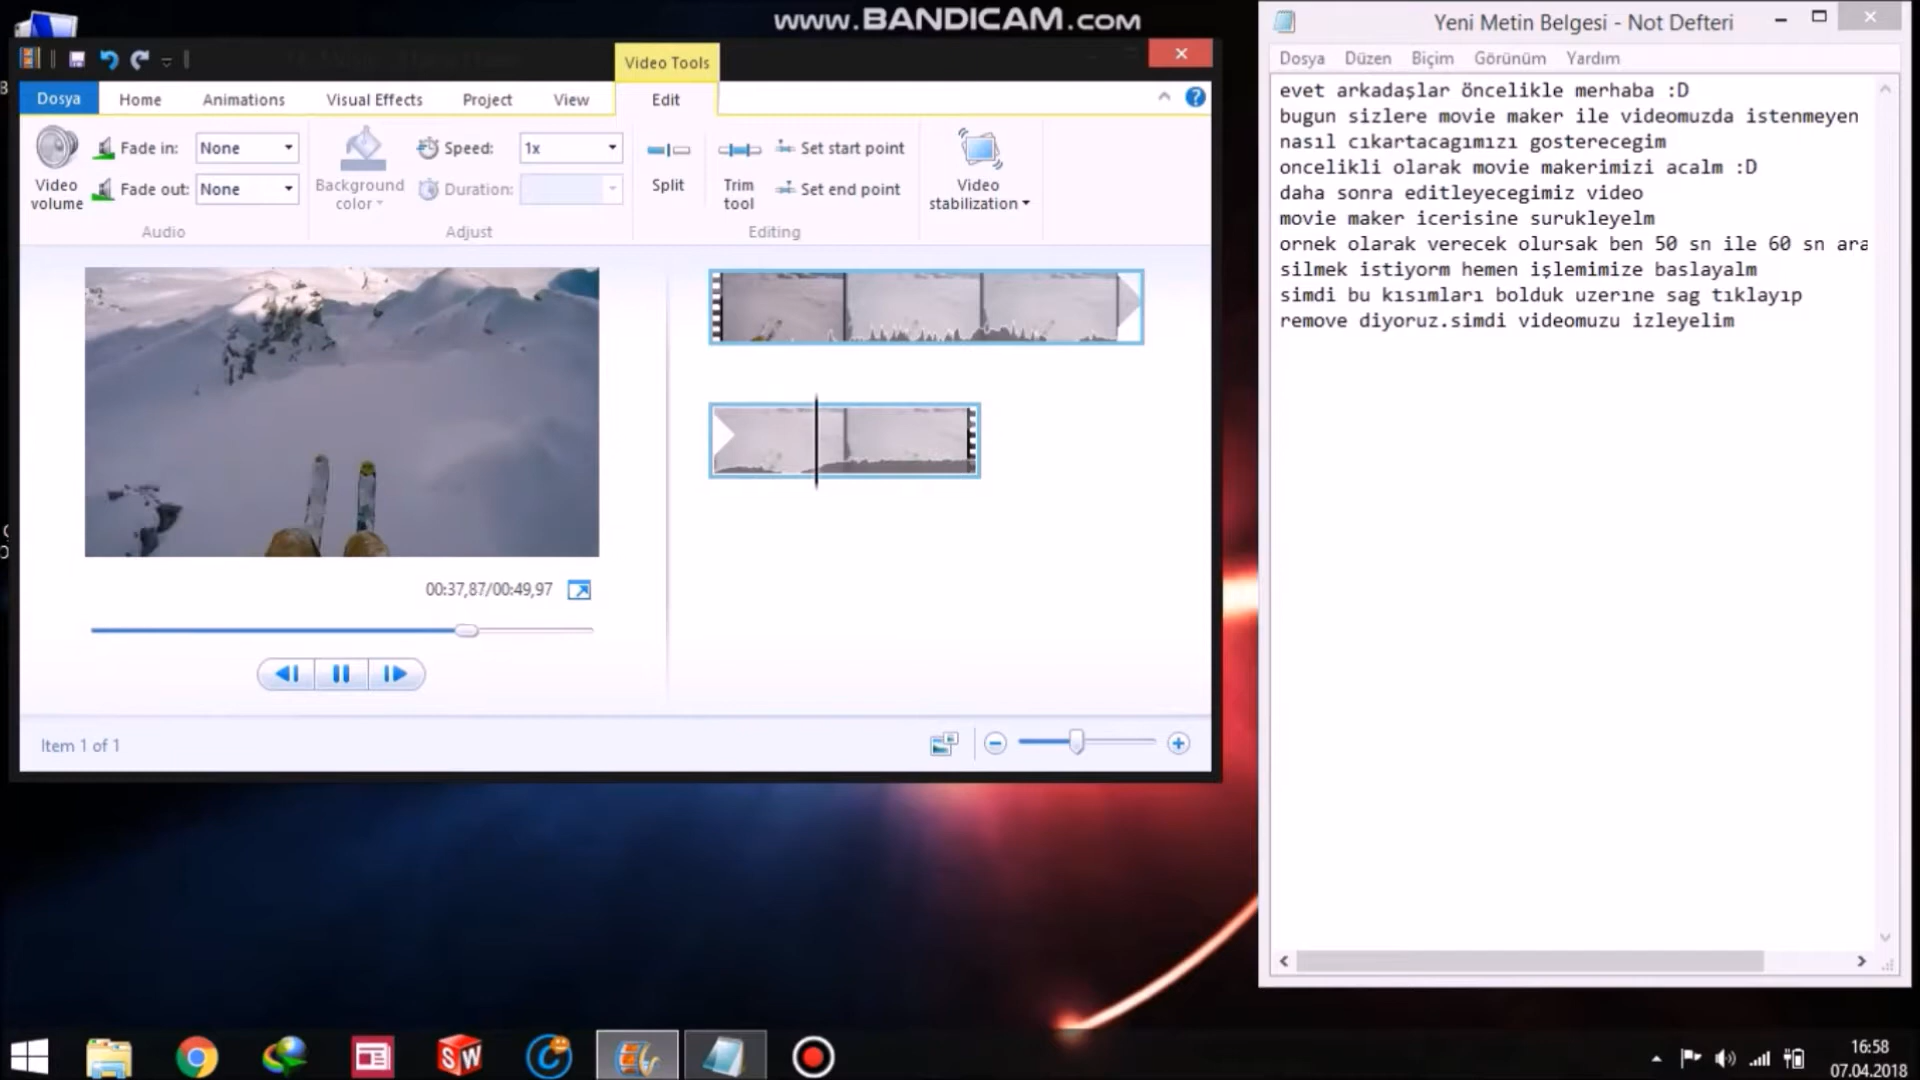 www.BANDICAM.com
Video Tools
Dosya
Home
Animations
Visual Effects
Project
View
Edit
Video volume
Fade in: None
Fade out: None
Audio
Background color
Speed: 1x
Duration:
Adjust
Split
Trim tool
Set start point
Set end point
Editing
Video stabilization
00:37,87/00:49,97
Item 1 of 1
Yeni Metin Belgesi - Not Defteri
Dosya Düzen Biçim Görünüm Yardım
evet arkadaşlar öncelikle merhaba :D
bugun sizlere movie maker ile videomuzda istenmeyen
nasıl cıkartacagımızı gosterecegim
oncelikli olarak movie makerimizi acalm :D
daha sonra editleyecegimiz video
movie maker icerisine surukleyelm
ornek olarak verecek olursak ben 50 sn ile 60 sn ara
silmek istiyorm hemen işlemimize baslayalm
simdi bu kısımları bolduk uzerıne sag tıklayıp
remove diyoruz.simdi videomuzu izleyelim
SW
16:58
07.04.2018